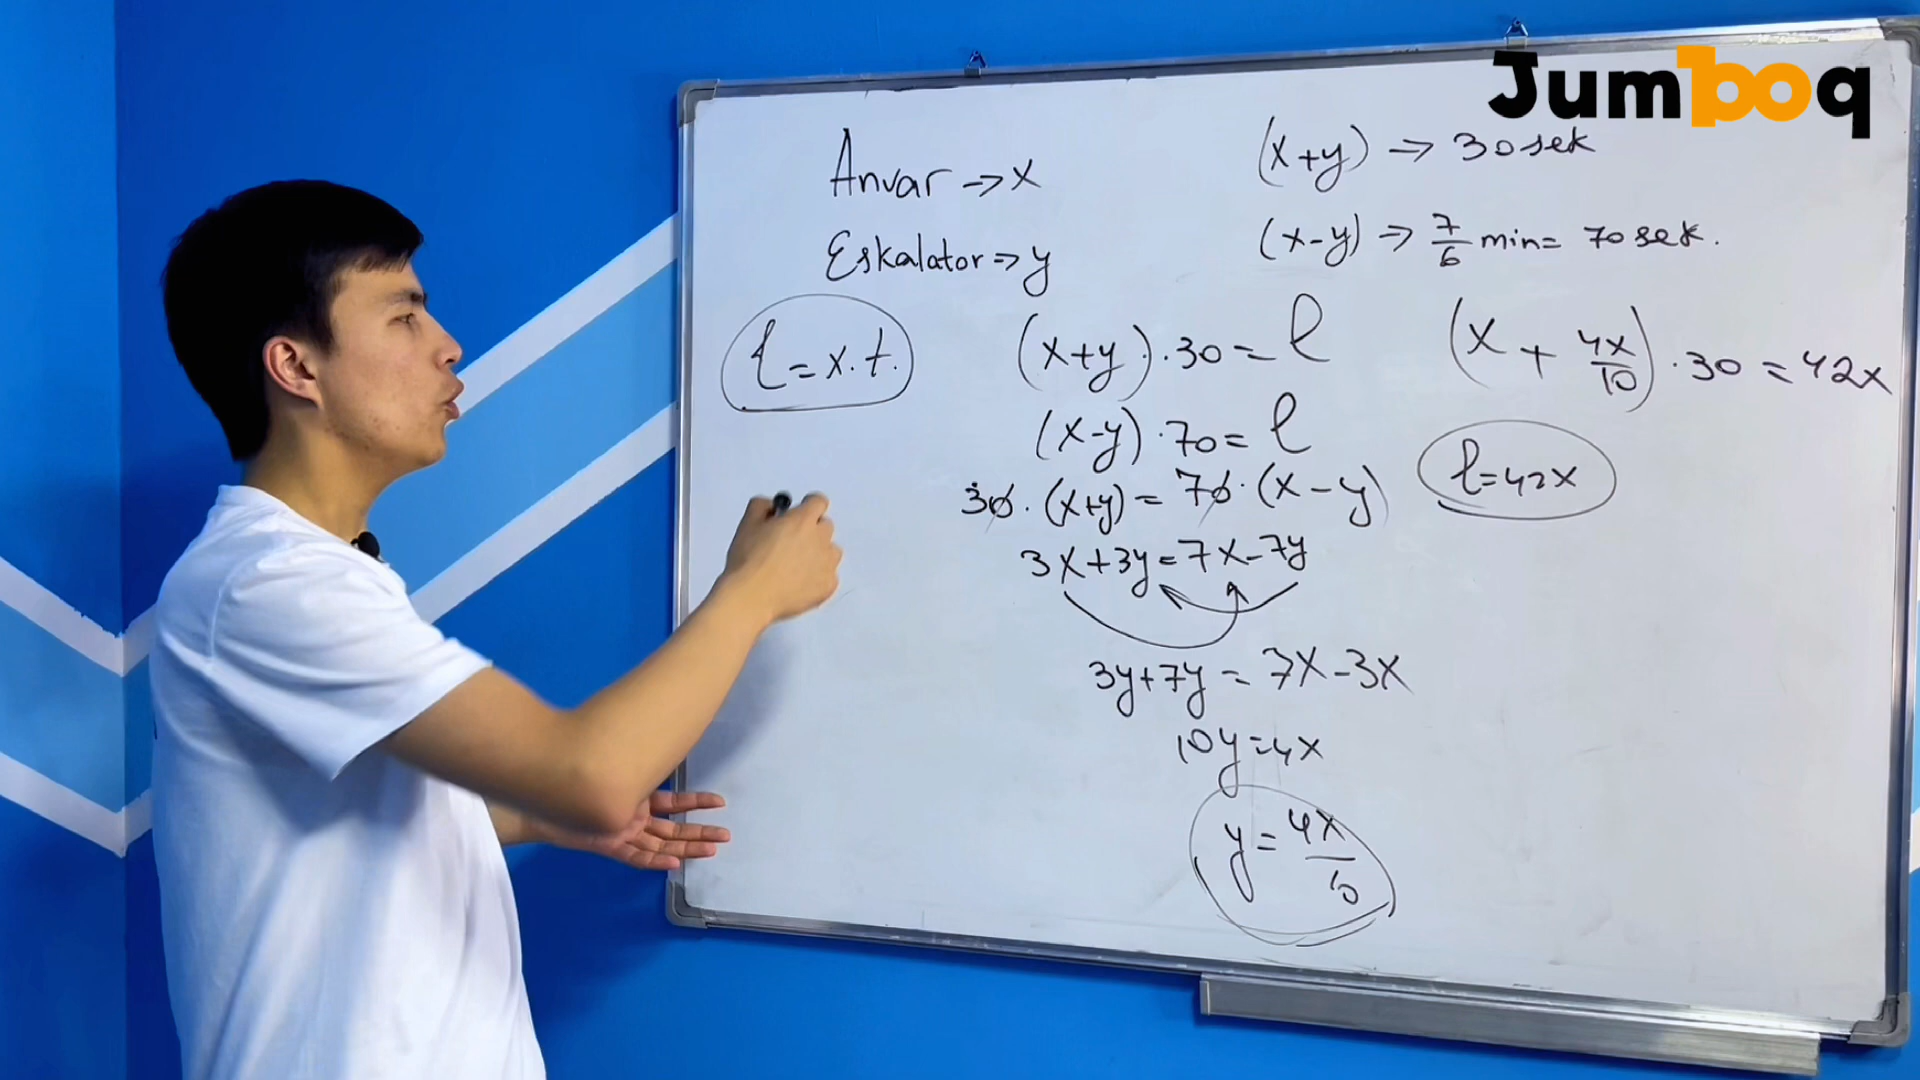 Jumboq
Anvar → x
(x+y) → 30 sek
Eskalator → y
(x-y) → 7/6 min = 70 sek.
l = x.t.
(x+y)·30 = l
(x + 4x/10)·30 = 42x
(x-y)·70 = l
l=42x
30·(x+y) = 70·(x-y)
3x+3y=7x-7y
3y+7y = 7x-3x
10y=4x
y = 4x/10